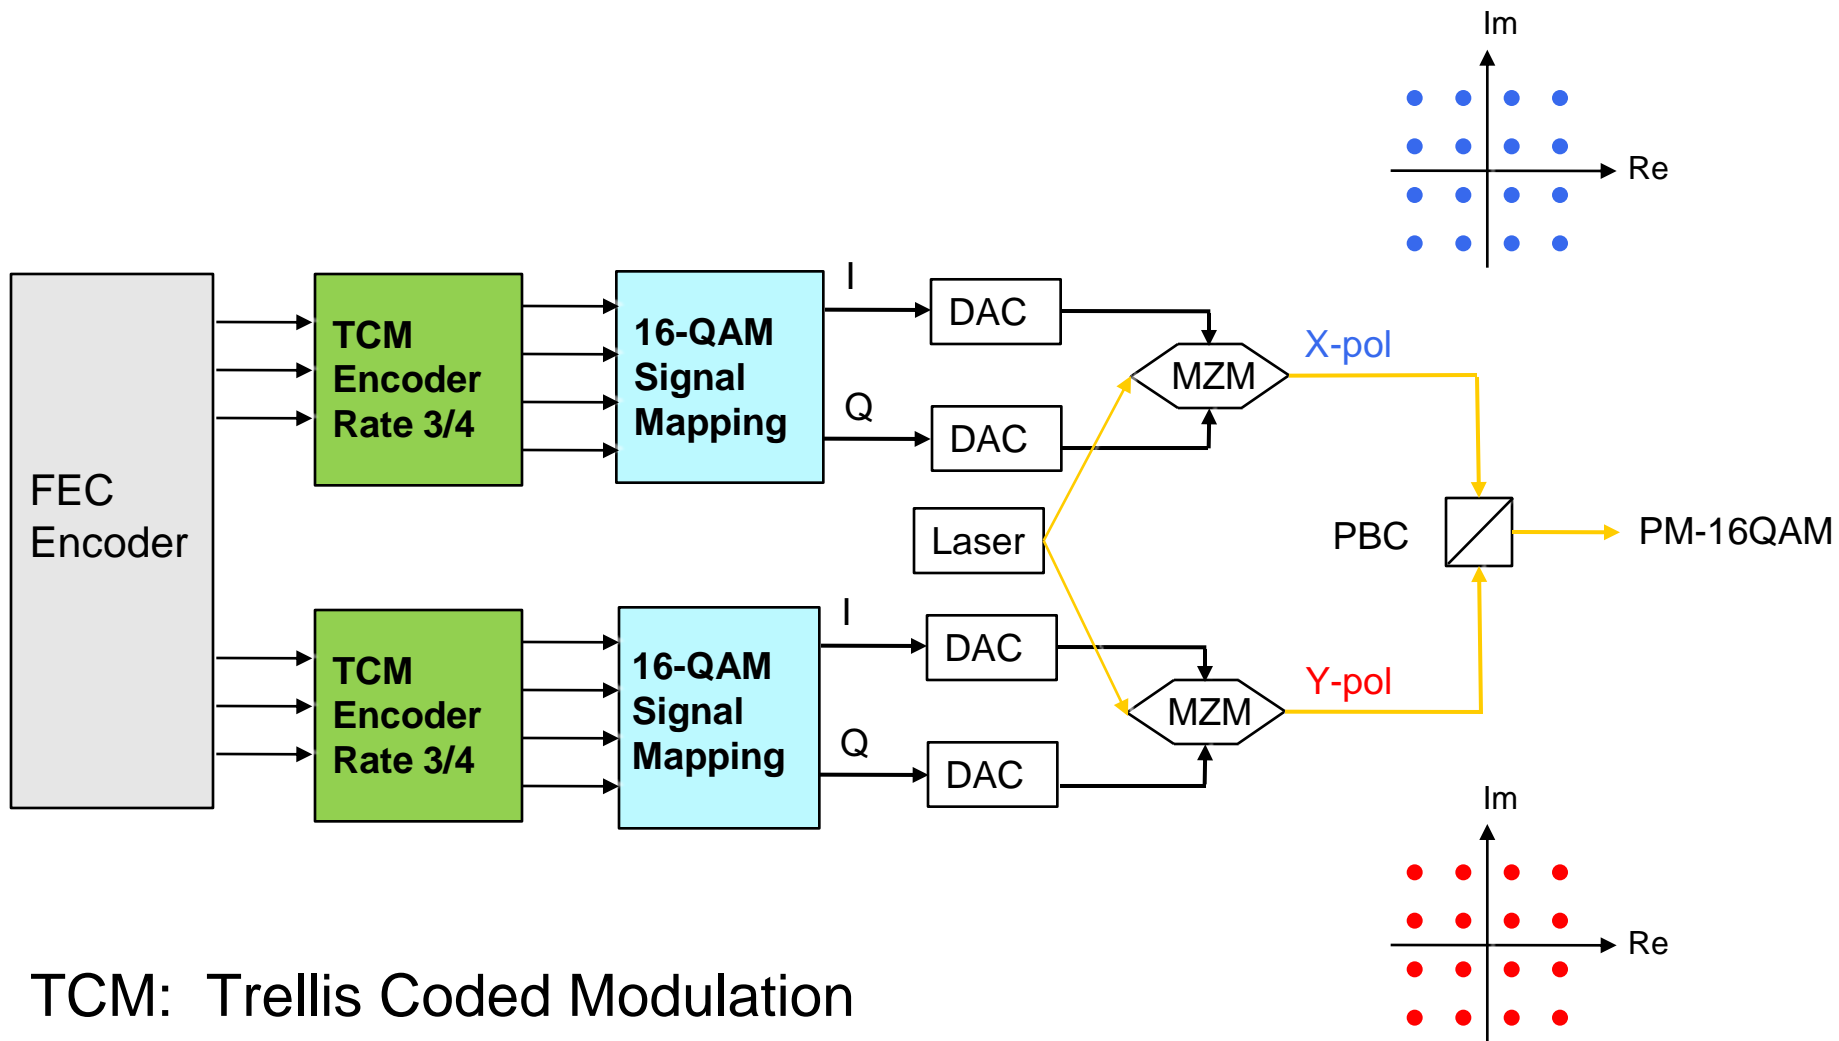 Im
Re
FEC
Encoder
TCM
Encoder
Rate 3/4
16-QAM
Signal
Mapping
I
Q
DAC
DAC
MZM
X-pol
Laser
PBC
PM-16QAM
TCM
Encoder
Rate 3/4
16-QAM
Signal
Mapping
I
Q
DAC
DAC
MZM
Y-pol
Im
Re
TCM: Trellis Coded Modulation